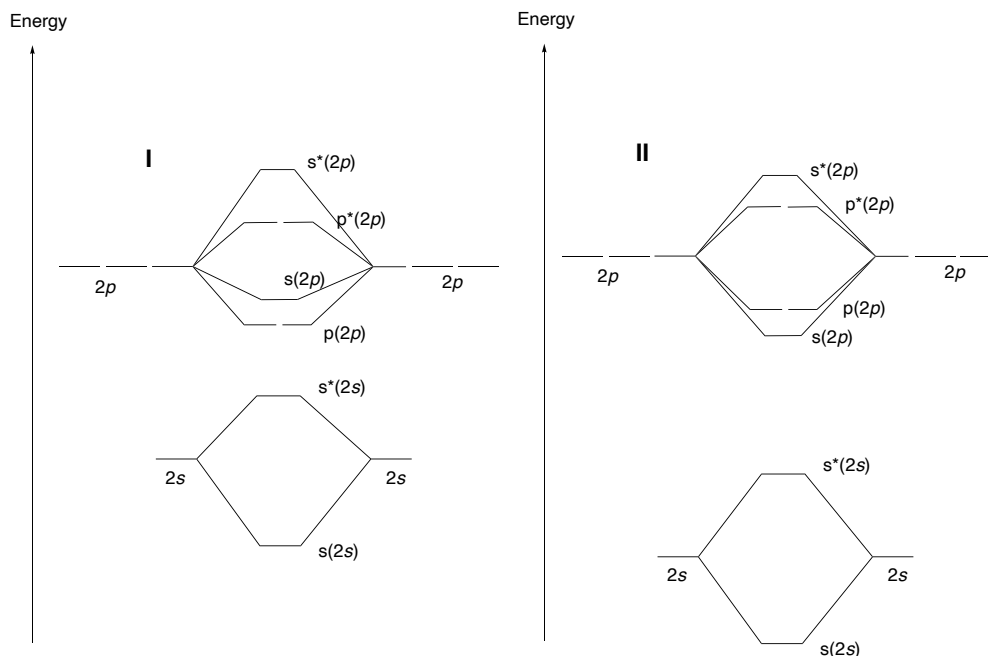 Energy
I
s*(2p)
p*(2p)
2p
s(2p)
2p
p(2p)
s*(2s)
2s
2s
s(2s)
Energy
II
s*(2p)
p*(2p)
2p
2p
p(2p)
s(2p)
s*(2s)
2s
2s
s(2s)